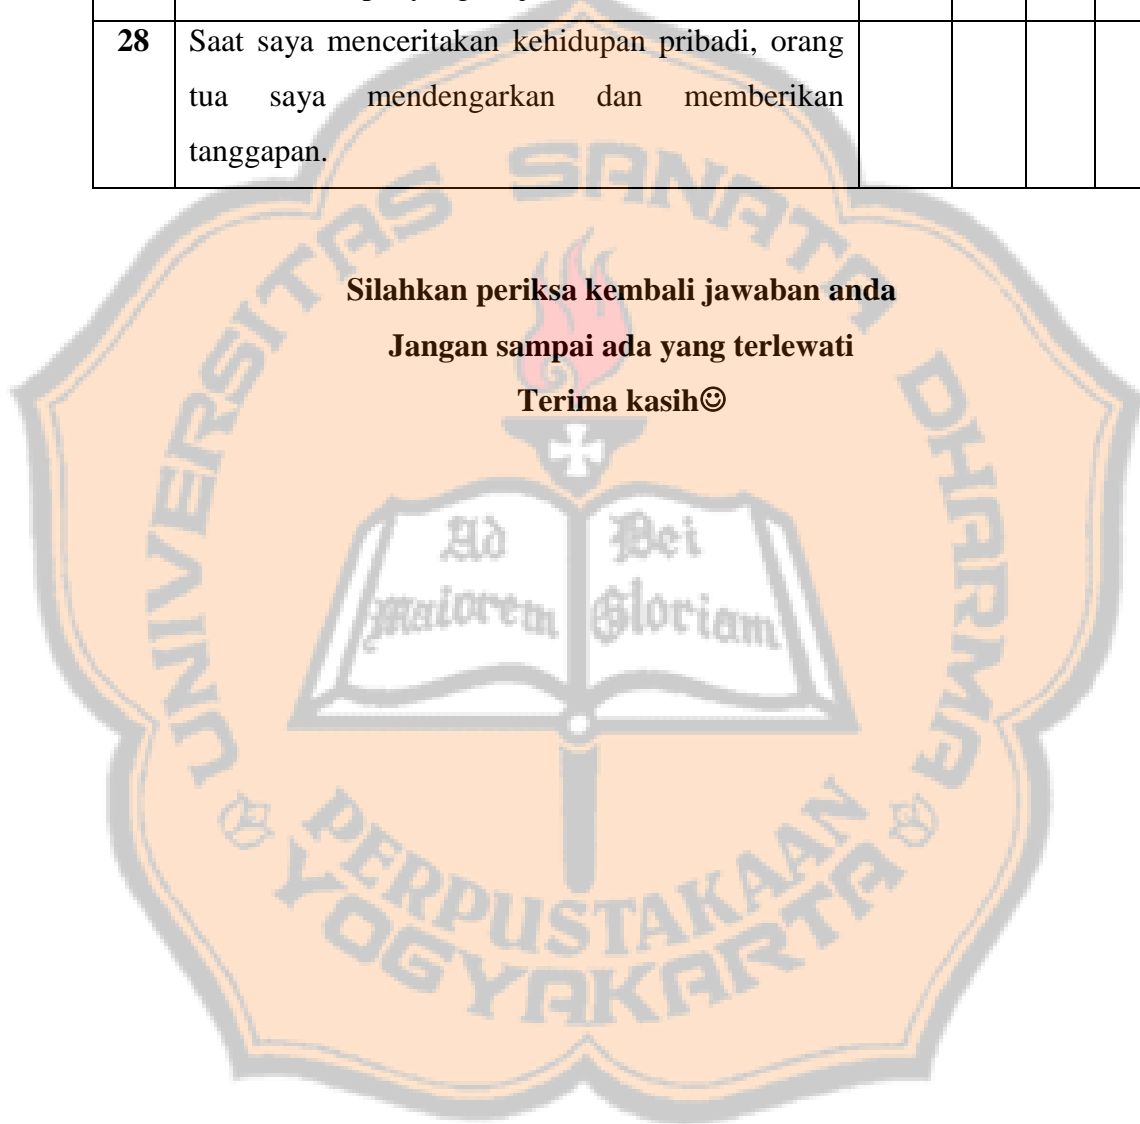 28 Saat saya menceritakan kehidupan pribadi, orang
tua saya mendengarkan dan memberikan
tanggapan.
Silahkan periksa kembali jawaban anda
Jangan sampai ada yang terlewati
Terima kasih☺
UNIVERSITAS SANATA DHARMA
Ad Dei
Maiorem Gloriam
PERPUSTAKAAN
YOGYAKARTA